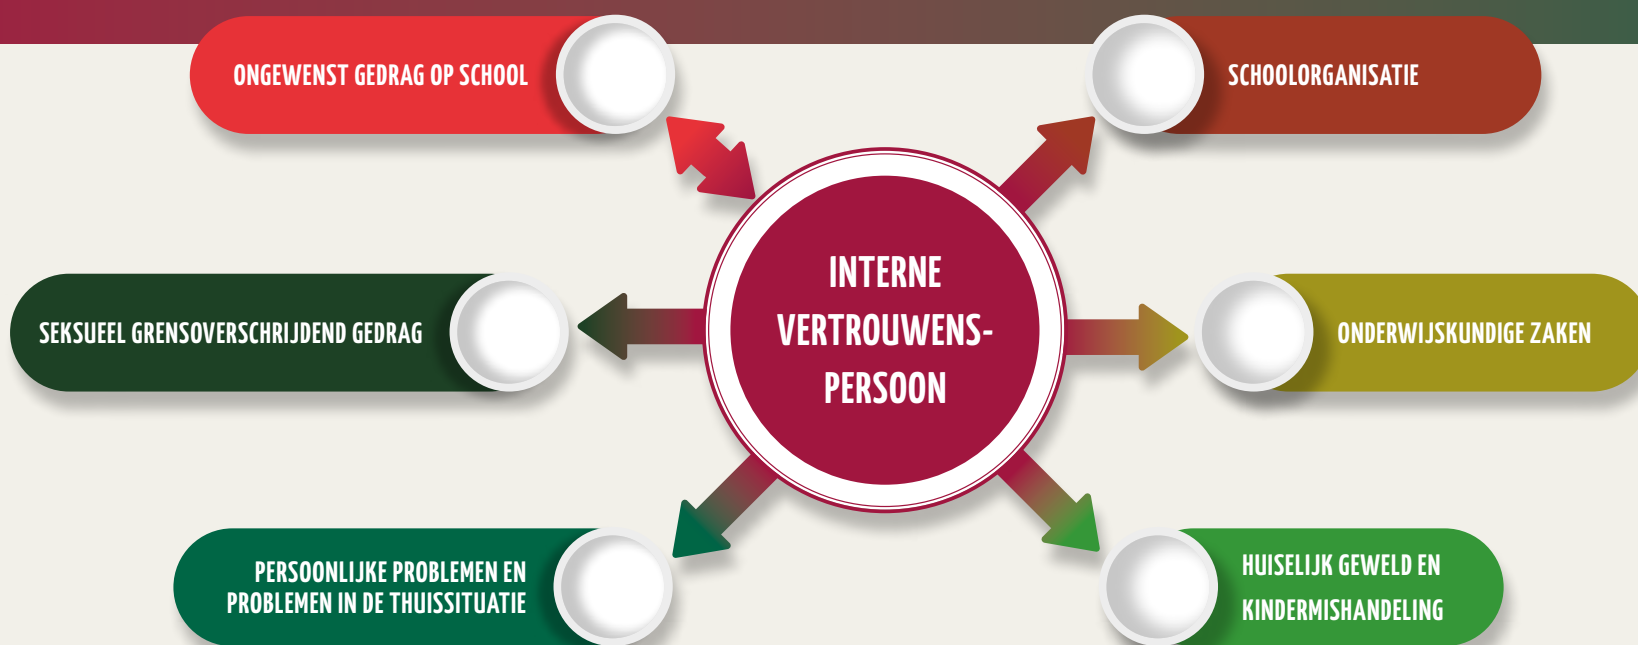 ONGEWENST GEDRAG OP SCHOOL
SCHOOLORGANISATIE
INTERNE
VERTROUWENS-
PERSOON
SEKSUEEL GRENSOVERSCHRIJDEND GEDRAG
ONDERWIJSKUNDIGE ZAKEN
PERSOONLIJKE PROBLEMEN EN
PROBLEMEN IN DE THUISSITUATIE
HUISELIJK GEWELD EN
KINDERMISHANDELING